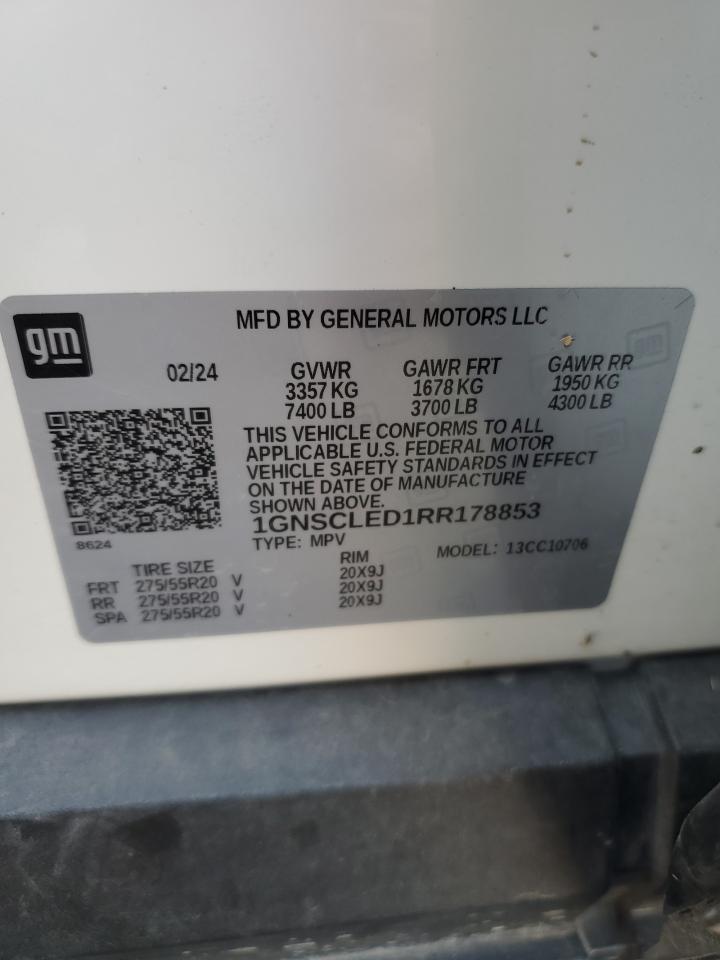 gm
MFD BY GENERAL MOTORS LLC
02/24 GVWR GAWR FRT GAWR RR
3357 KG 1678 KG 1950 KG
7400 LB 3700 LB 4300 LB
THIS VEHICLE CONFORMS TO ALL
APPLICABLE U.S. FEDERAL MOTOR
VEHICLE SAFETY STANDARDS IN EFFECT
ON THE DATE OF MANUFACTURE
SHOWN ABOVE.
1GNSCLED1RR178853
8624
TYPE: MPV MODEL: 13CC10706
TIRE SIZE RIM
FRT 275/55R20 V 20X9J
RR 275/55R20 V 20X9J
SPA 275/55R20 V 20X9J